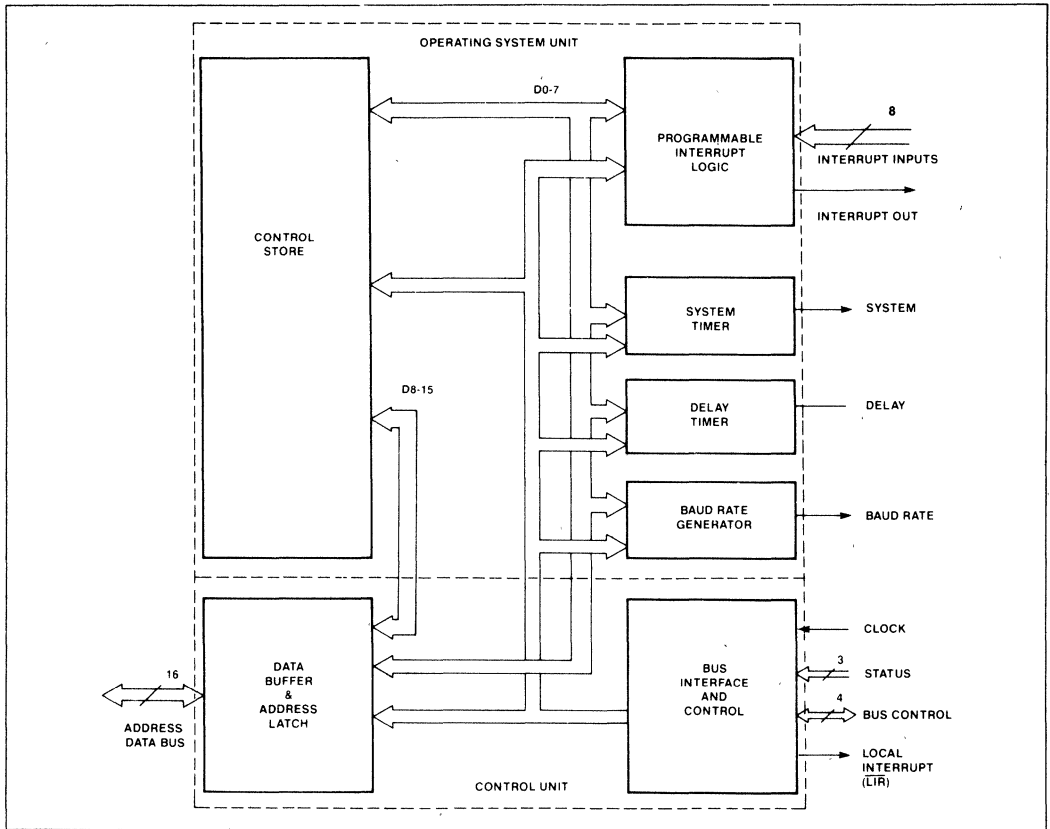 OPERATING SYSTEM UNIT
D0-7
CONTROL
STORE
PROGRAMMABLE
INTERRUPT
LOGIC
8
INTERRUPT INPUTS
INTERRUPT OUT
SYSTEM
TIMER
SYSTEM
D8-15
DELAY
TIMER
DELAY
BAUD RATE
GENERATOR
BAUD RATE
16
ADDRESS
DATA BUS
DATA
BUFFER
&
ADDRESS
LATCH
BUS
INTERFACE
AND
CONTROL
CLOCK
3
STATUS
4
BUS CONTROL
LOCAL
INTERRUPT
(L̅I̅R̅)
CONTROL UNIT